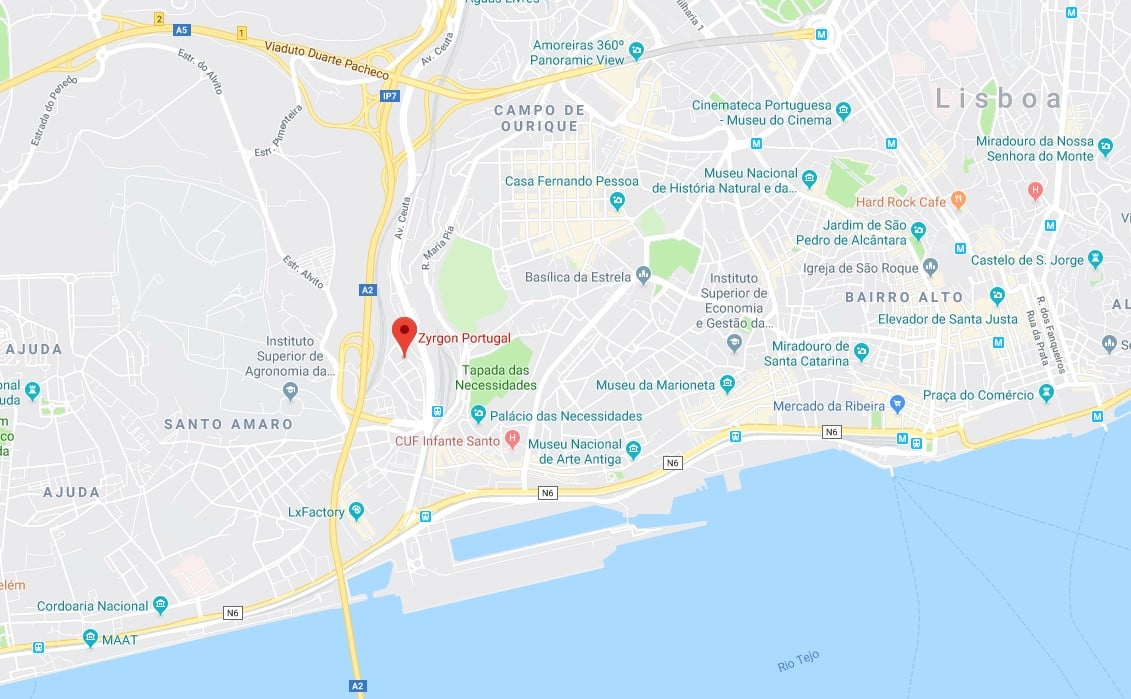 Águas Livres
2
A5
1
Viaduto Duarte Pacheco
Av. Ceuta
M
M
Amoreiras 360º
Panoramic View
Estr. do Alvito
Estrada do Penedo
IP7
Estr. Pimenteira
CAMPO DE
OURIQUE
Lisboa
Cinemateca Portuguesa
- Museu do Cinema
M
M
Miradouro da Nossa
Senhora do Monte
Museu Nacional
de História Natural e da...
Casa Fernando Pessoa
H
Hard Rock Cafe
Av. Ceuta
R. Maria Pia
Jardim de São
Pedro de Alcântara
M
M
Estr. Alvito
Basílica da Estrela
Igreja de São Roque
Castelo de S. Jorge
A2
Instituto
Superior de
Economia
e Gestão da...
BAIRRO ALTO
Elevador de Santa Justa
R. dos Fanqueiros
Rua da Prata
Zyrgon Portugal
AJUDA
Instituto
Superior de
Agronomia da...
M
Miradouro de
Santa Catarina
Tapada das
Necessidades
Museu da Marioneta
Praça do Comércio
Mercado da Ribeira
Palácio das Necessidades
M
SANTO AMARO
N6
CUF Infante Santo
H
M
Museu Nacional
de Arte Antiga
N6
AJUDA
N6
LxFactory
Cordoaria Nacional
N6
MAAT
Rio Tejo
A2